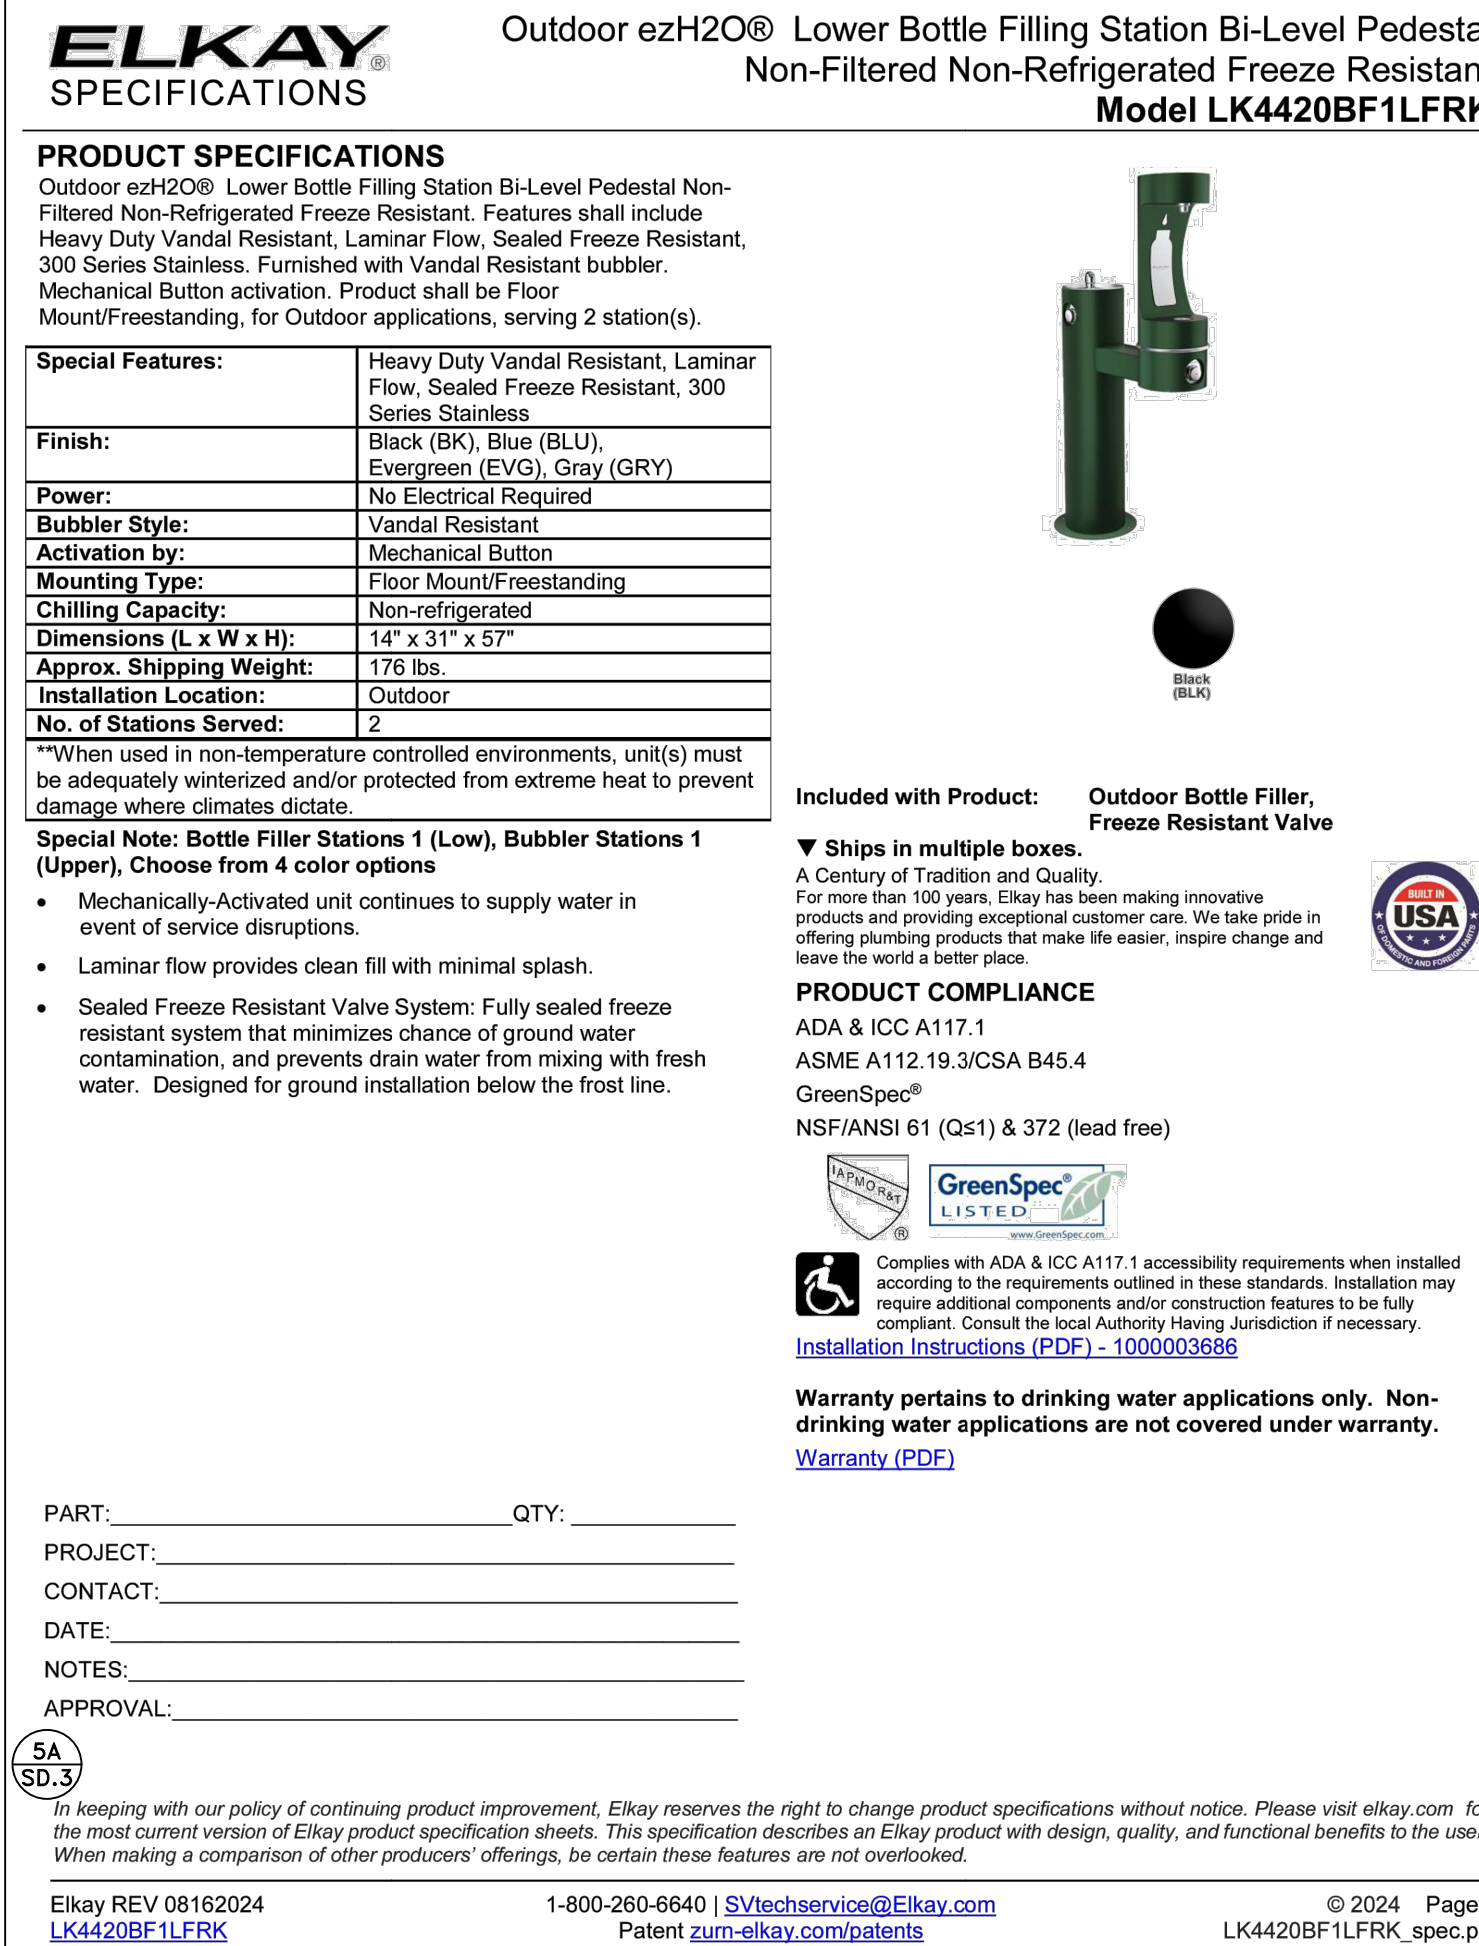 ELKAY®
SPECIFICATIONS
Outdoor ezH2O®  Lower Bottle Filling Station Bi-Level Pedesta
Non-Filtered Non-Refrigerated Freeze Resistan
Model LK4420BF1LFRK
PRODUCT SPECIFICATIONS
Outdoor ezH2O®  Lower Bottle Filling Station Bi-Level Pedestal Non-
Filtered Non-Refrigerated Freeze Resistant. Features shall include
Heavy Duty Vandal Resistant, Laminar Flow, Sealed Freeze Resistant,
300 Series Stainless. Furnished with Vandal Resistant bubbler.
Mechanical Button activation. Product shall be Floor
Mount/Freestanding, for Outdoor applications, serving 2 station(s).
Special Features: Heavy Duty Vandal Resistant, Laminar
Flow, Sealed Freeze Resistant, 300
Series Stainless
Finish: Black (BK), Blue (BLU),
Evergreen (EVG), Gray (GRY)
Power: No Electrical Required
Bubbler Style: Vandal Resistant
Activation by: Mechanical Button
Mounting Type: Floor Mount/Freestanding
Chilling Capacity: Non-refrigerated
Dimensions (L x W x H): 14" x 31" x 57"
Approx. Shipping Weight: 176 lbs.
Installation Location: Outdoor
No. of Stations Served: 2
**When used in non-temperature controlled environments, unit(s) must
be adequately winterized and/or protected from extreme heat to prevent
damage where climates dictate.
Special Note: Bottle Filler Stations 1 (Low), Bubbler Stations 1
(Upper), Choose from 4 color options
• Mechanically-Activated unit continues to supply water in
event of service disruptions.
• Laminar flow provides clean fill with minimal splash.
• Sealed Freeze Resistant Valve System: Fully sealed freeze
resistant system that minimizes chance of ground water
contamination, and prevents drain water from mixing with fresh
water.  Designed for ground installation below the frost line.
Black
(BLK)
Included with Product: Outdoor Bottle Filler,
Freeze Resistant Valve
▼ Ships in multiple boxes.
A Century of Tradition and Quality.
For more than 100 years, Elkay has been making innovative
products and providing exceptional customer care. We take pride in
offering plumbing products that make life easier, inspire change and
leave the world a better place.
BUILT IN
USA
OF DOMESTIC AND FOREIGN PARTS
PRODUCT COMPLIANCE
ADA & ICC A117.1
ASME A112.19.3/CSA B45.4
GreenSpec®
NSF/ANSI 61 (Q≤1) & 372 (lead free)
IAPMO R&T
®
GreenSpec®
LISTED
www.GreenSpec.com
Complies with ADA & ICC A117.1 accessibility requirements when installed
according to the requirements outlined in these standards. Installation may
require additional components and/or construction features to be fully
compliant. Consult the local Authority Having Jurisdiction if necessary.
Installation Instructions (PDF) - 1000003686
Warranty pertains to drinking water applications only.  Non-
drinking water applications are not covered under warranty.
Warranty (PDF)
PART:________ QTY: ________
PROJECT:________
CONTACT:________
DATE:________
NOTES:________
APPROVAL:________
5A
SD.3
In keeping with our policy of continuing product improvement, Elkay reserves the right to change product specifications without notice. Please visit elkay.com  fo
the most current version of Elkay product specification sheets. This specification describes an Elkay product with design, quality, and functional benefits to the user
When making a comparison of other producers’ offerings, be certain these features are not overlooked.
Elkay REV 08162024 1-800-260-6640 | SVtechservice@Elkay.com © 2024 Page
LK4420BF1LFRK Patent zurn-elkay.com/patents LK4420BF1LFRK_spec.p